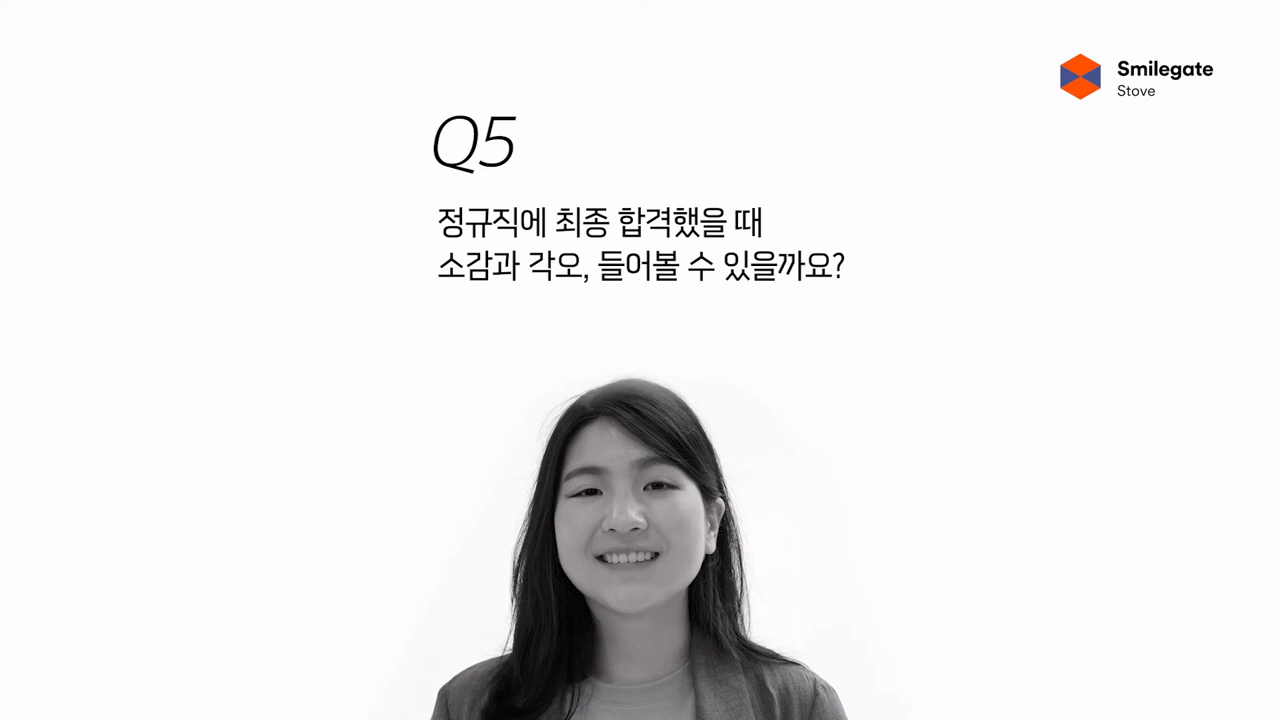 Smilegate
Stove
Q5
정규직에 최종 합격했을 때
소감과 각오, 들어볼 수 있을까요?